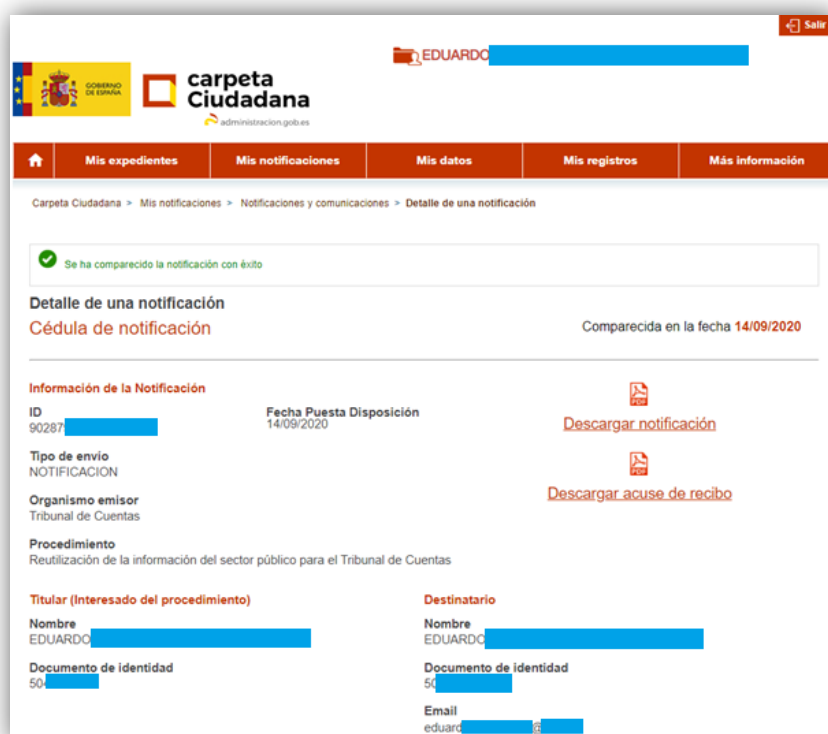 Salir
EDUARDO
GOBIERNO
DE ESPAÑA
carpeta
Ciudadana
administracion.gob.es
Mis expedientes Mis notificaciones Mis datos Mis registros Más información
Carpeta Ciudadana > Mis notificaciones > Notificaciones y comunicaciones > Detalle de una notificación
Se ha comparecido la notificación con éxito
Detalle de una notificación
Cédula de notificación
Comparecida en la fecha 14/09/2020
Información de la Notificación
ID
90287
Fecha Puesta Disposición
14/09/2020
PDF
Descargar notificación
Tipo de envio
NOTIFICACION
PDF
Descargar acuse de recibo
Organismo emisor
Tribunal de Cuentas
Procedimiento
Reutilización de la información del sector público para el Tribunal de Cuentas
Titular (Interesado del procedimiento)
Nombre
EDUARDO
Documento de identidad
50
Destinatario
Nombre
EDUARDO
Documento de identidad
50
Email
eduard @